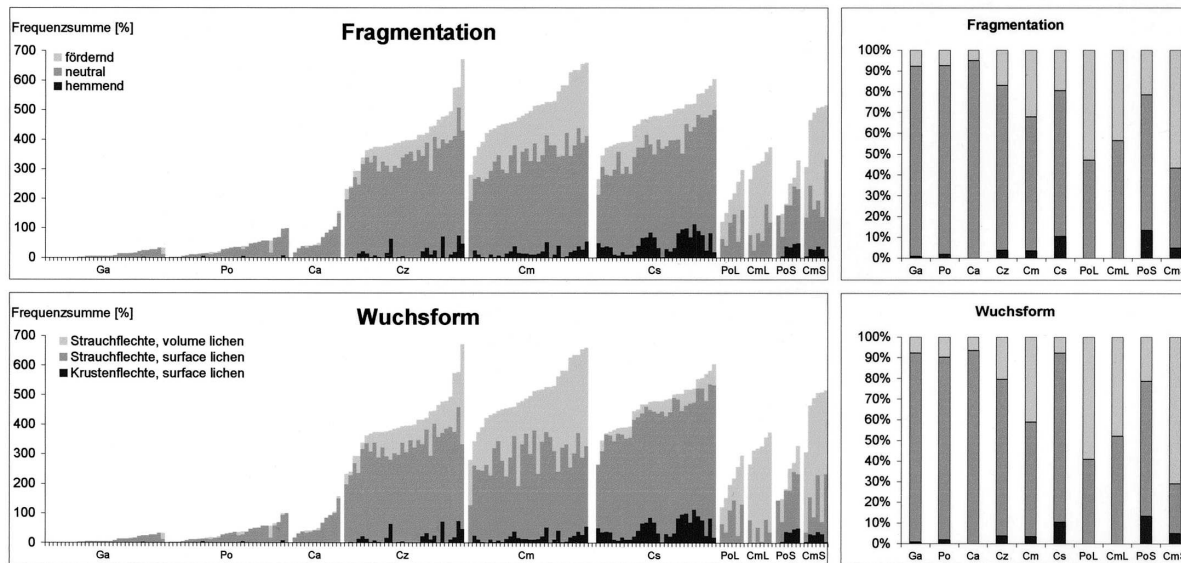 Frequenzsumme [%]
Fragmentation
700
600
500
400
300
200
100
0
fördernd
neutral
hemmend
Ga Po Ca Cz Cm Cs PoL CmL PoS CmS
Fragmentation
100%
90%
80%
70%
60%
50%
40%
30%
20%
10%
0%
Ga Po Ca Cz Cm Cs PoL CmL PoS CmS
Frequenzsumme [%]
Wuchsform
700
600
500
400
300
200
100
0
Strauchflechte, volume lichen
Strauchflechte, surface lichen
Krustenflechte, surface lichen
Ga Po Ca Cz Cm Cs PoL CmL PoS CmS
Wuchsform
100%
90%
80%
70%
60%
50%
40%
30%
20%
10%
0%
Ga Po Ca Cz Cm Cs PoL CmL PoS CmS